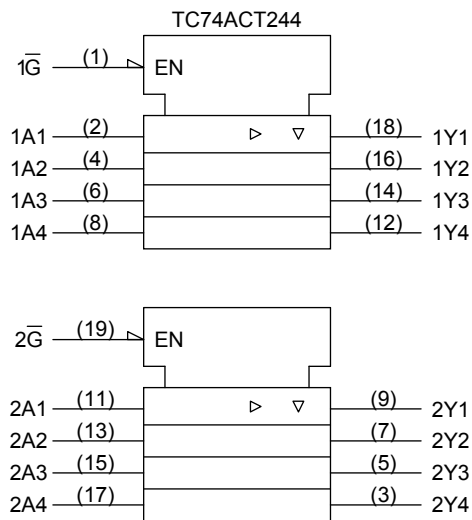 TC74ACT244
1G̅ (1) EN
1A1 (2) (18) 1Y1
1A2 (4) (16) 1Y2
1A3 (6) (14) 1Y3
1A4 (8) (12) 1Y4
2G̅ (19) EN
2A1 (11) (9) 2Y1
2A2 (13) (7) 2Y2
2A3 (15) (5) 2Y3
2A4 (17) (3) 2Y4